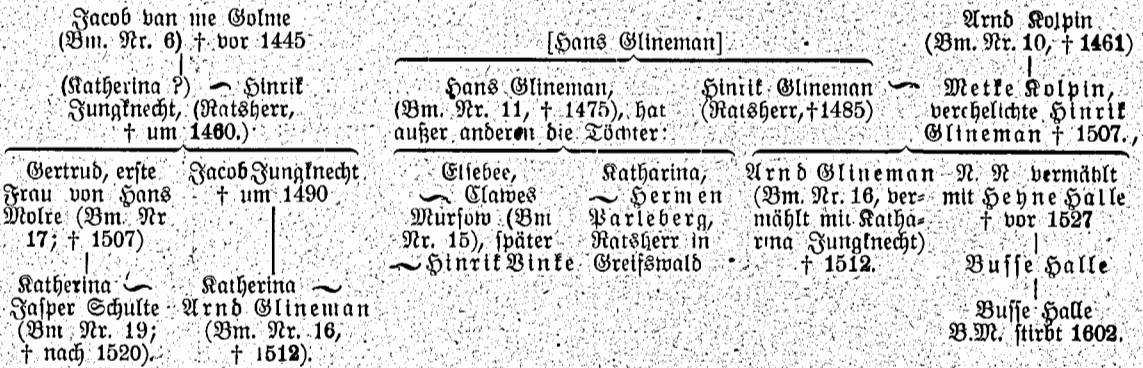 Jacob van me Golme
(Bm. Nr. 6) † vor 1445
(Katherina ?) ⁓ Hinrik
Jungknecht, (Ratsherr,
† um 1460.)
Gertrud, erste
Frau von Hans
Molre (Bm. Nr
17; † 1507)
Katherina ⁓
Jasper Schulte
(Bm Nr. 19;
† nach 1520).
Jacob Jungknecht
† um 1490
Katherina ⁓
Arnd Glineman
(Bm. Nr. 16,
† 1512).
[Hans Glineman]
Hans Glineman,
(Bm. Nr. 11, † 1475), hat
außer anderen die Töchter:
Elsebee,
⁓ Clawes
Mursow (Bm
Nr. 15), später
⁓ Hinrik Vinke
Katharina,
⁓ Hermen
Parleberg,
Ratsherr in
Greifswald
Hinrik Glineman ⁓
(Ratsherr, †1485)
Arnd Kolpin
(Bm. Nr. 10, † 1461)
Metke Kolpin,
verehelichte Hinrik
Glineman † 1507.,
Arnd Glineman
(Bm. Nr. 16, ver-
mählt mit Katha-
rina Jungknecht)
† 1512.
N. N vermählt
mit Heyne Halle
† vor 1527
Busse Halle
Busse Halle
B.M. stirbt 1602.